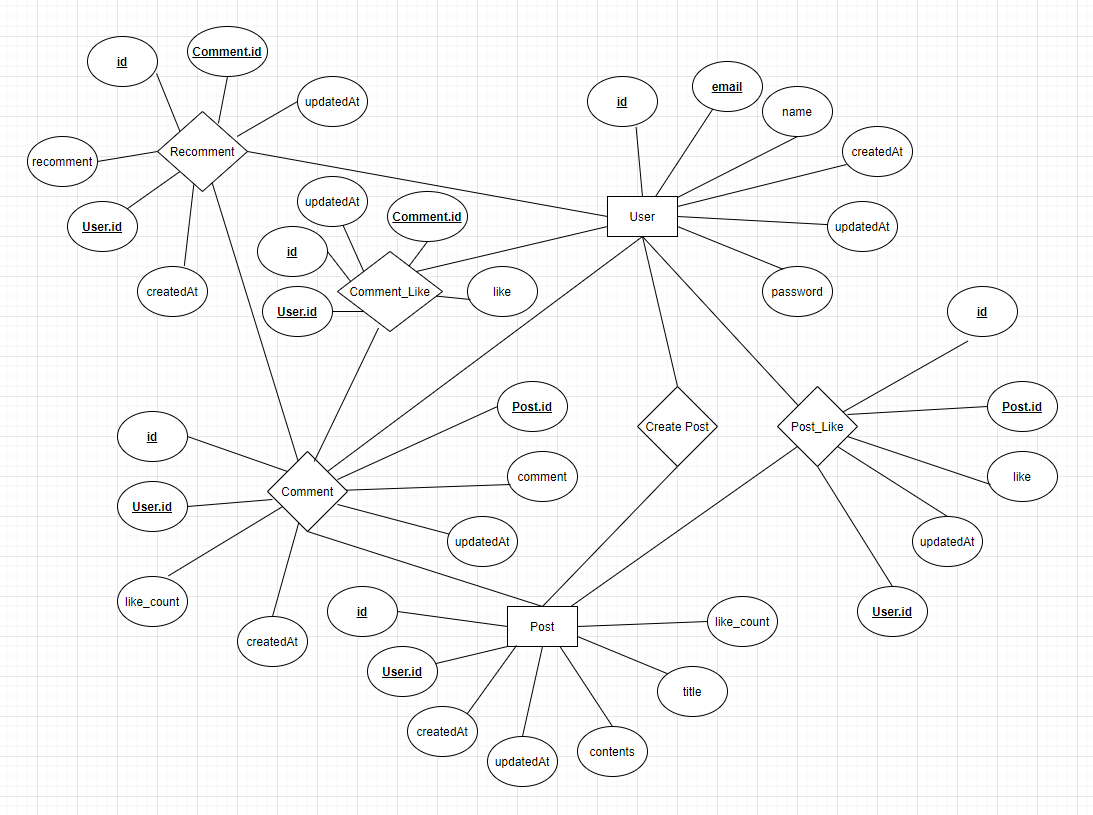 id
Comment.id
updatedAt
Recomment
recomment
User.id
createdAt
id
email
name
createdAt
User
updatedAt
password
updatedAt
Comment.id
id
Comment_Like
like
User.id
id
Post.id
Create Post
Post_Like
Post.id
like
updatedAt
User.id
id
comment
Comment
User.id
updatedAt
like_count
createdAt
id
Post
like_count
User.id
title
createdAt
updatedAt
contents